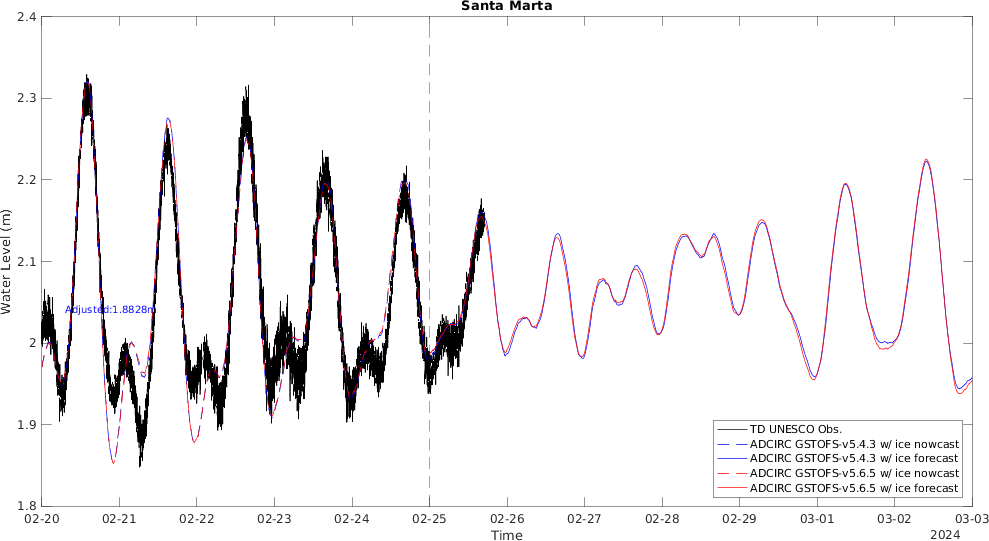 Santa Marta
2.4
2.3
2.2
2.1
2
1.9
1.8
Water Level (m)
Adjusted:1.8828m
TD UNESCO Obs.
ADCIRC GSTOFS-v5.4.3 w/ ice nowcast
ADCIRC GSTOFS-v5.4.3 w/ ice forecast
ADCIRC GSTOFS-v5.6.5 w/ ice nowcast
ADCIRC GSTOFS-v5.6.5 w/ ice forecast
02-20 02-21 02-22 02-23 02-24 02-25 02-26 02-27 02-28 02-29 03-01 03-02 03-03
Time
2024